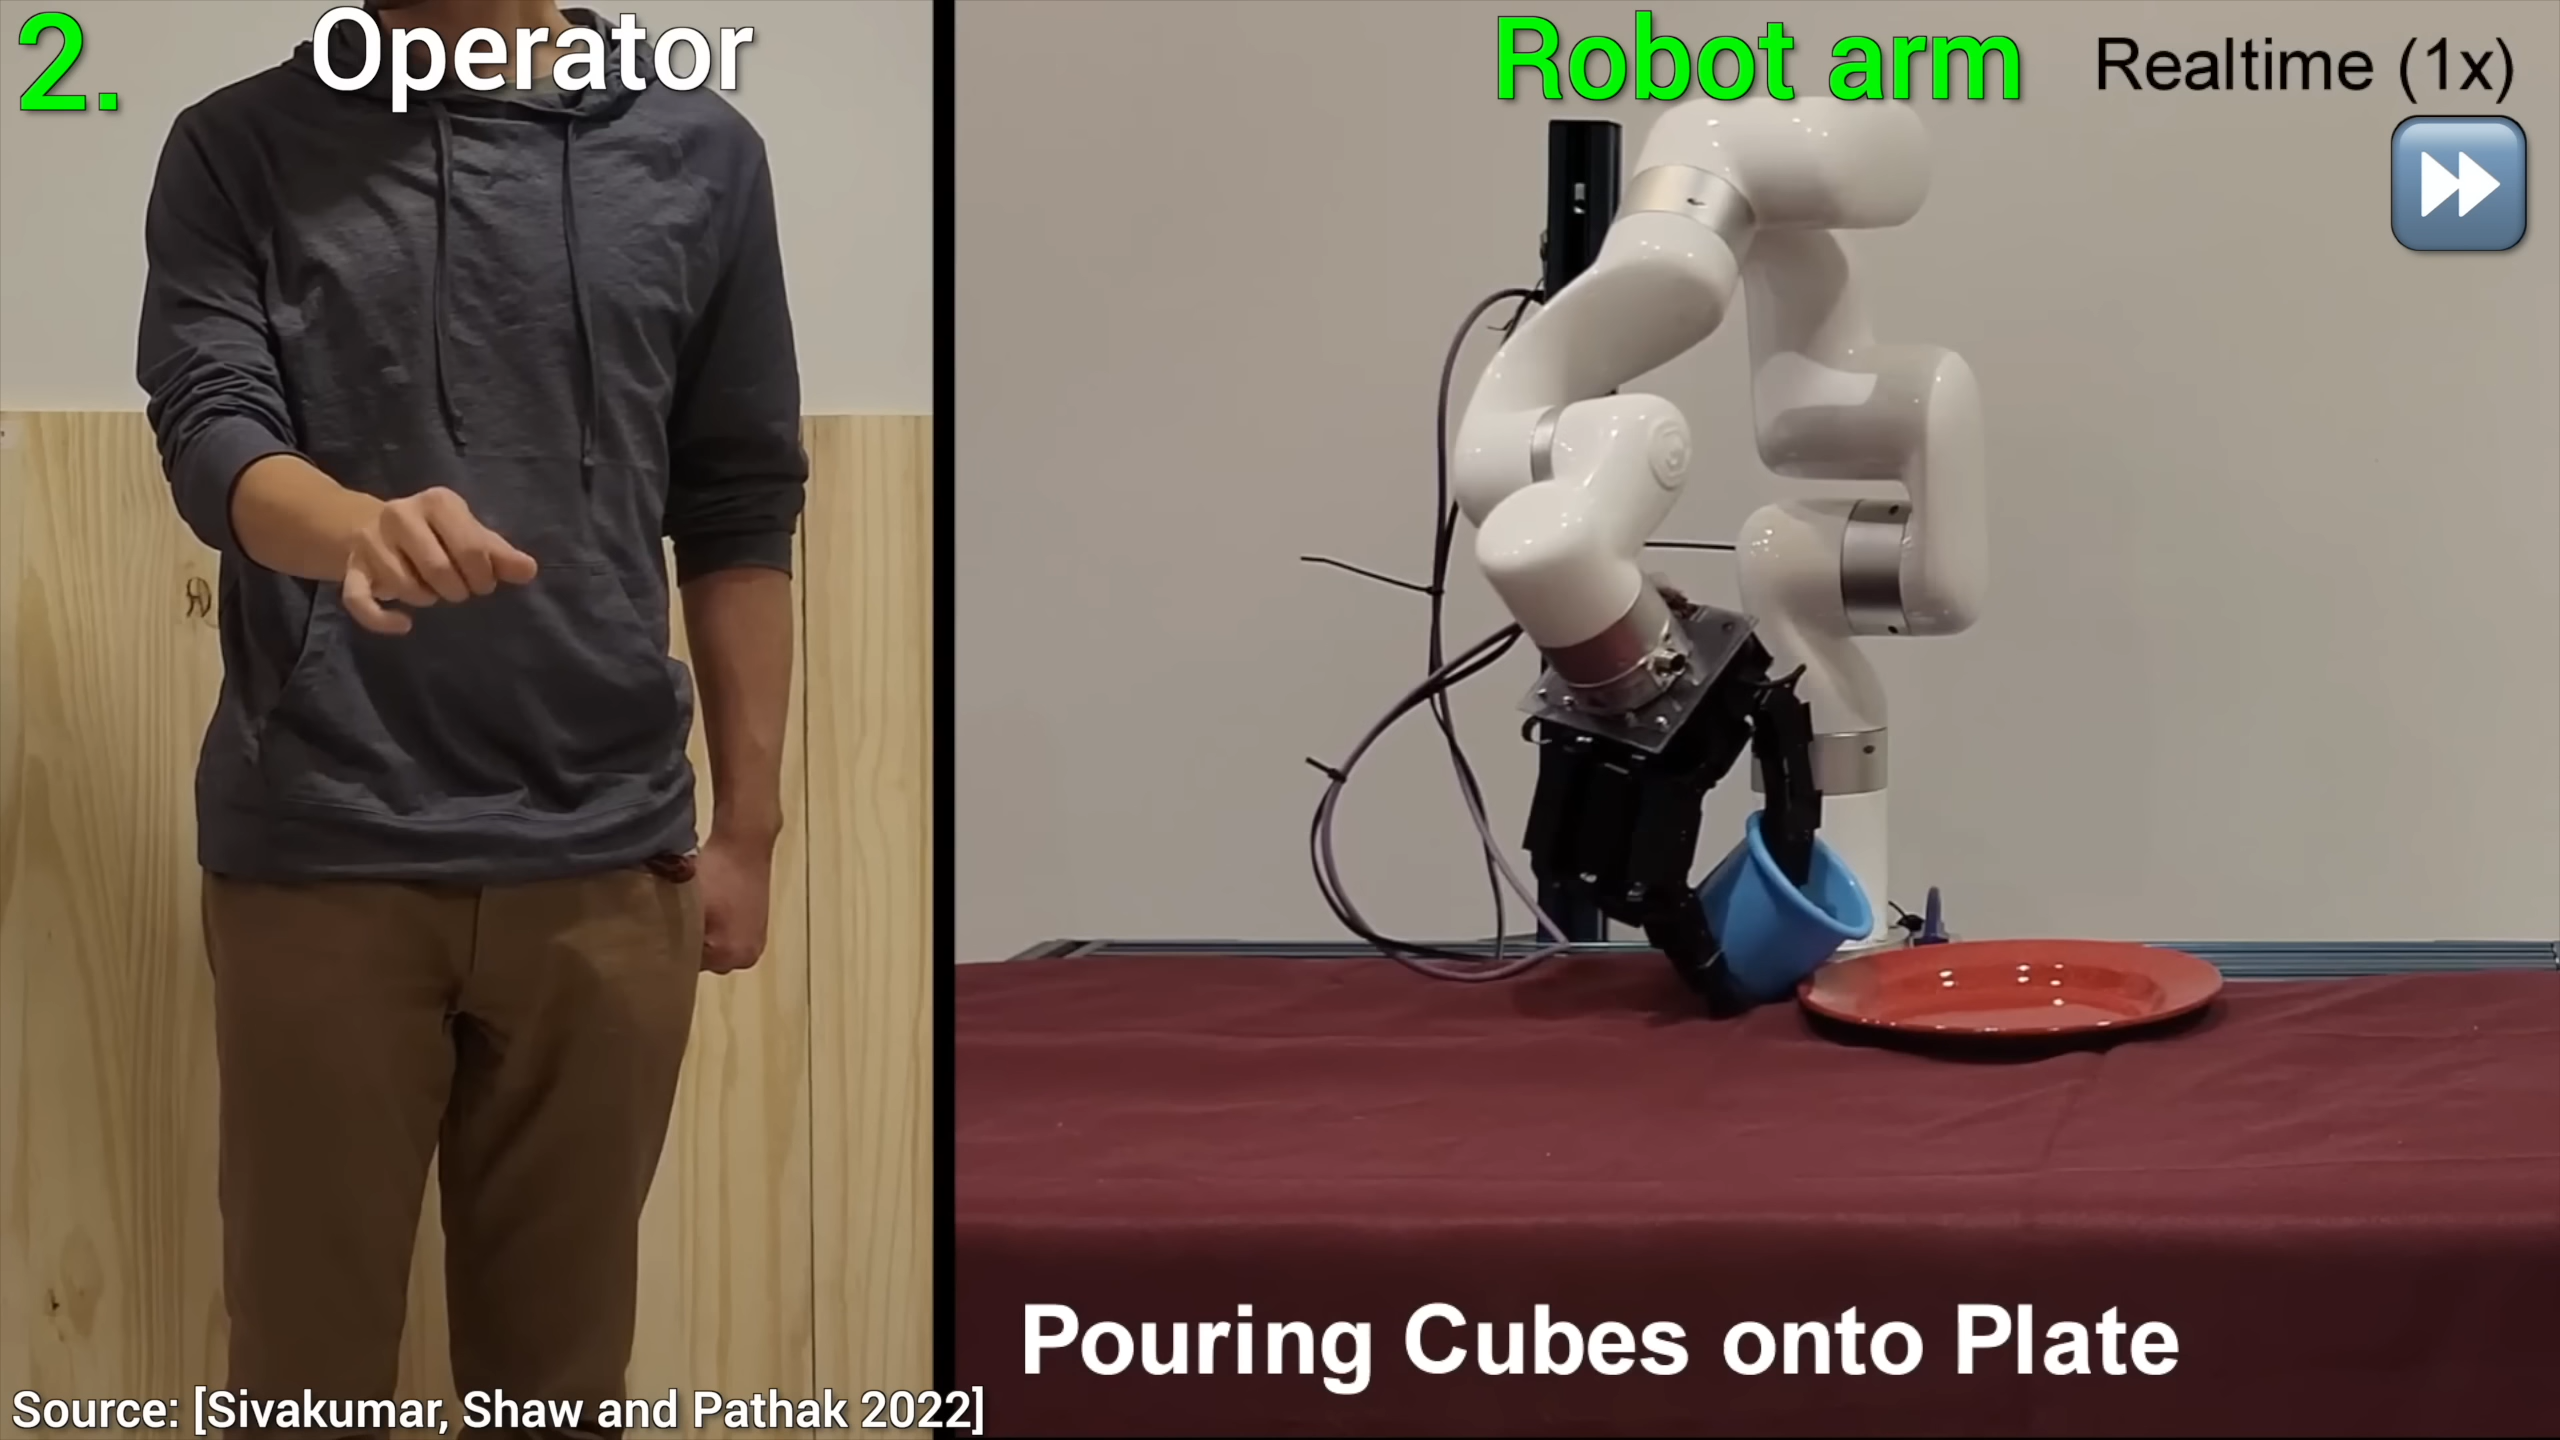 2.
Operator
Robot arm
Realtime (1x)
Pouring Cubes onto Plate
Source: [Sivakumar, Shaw and Pathak 2022]